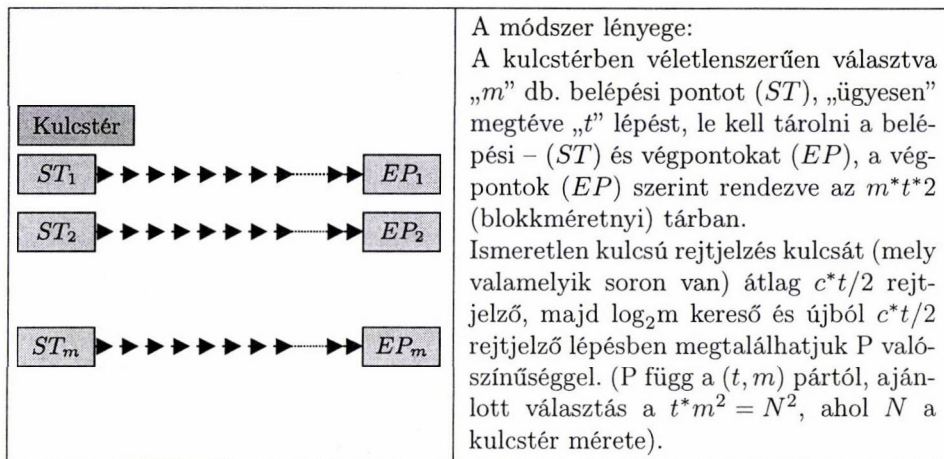 Kulcstér
ST₁ EP₁
ST₂ EP₂
STₘ EPₘ
A módszer lényege:
A kulcstérben véletlenszerűen választva
„m” db. belépési pontot (ST), „ügyesen”
megtéve „t” lépést, le kell tárolni a belé-
pési – (ST) és végpontokat (EP), a vég-
pontok (EP) szerint rendezve az m*t*2
(blokkméretnyi) tárban.
Ismeretlen kulcsú rejtjelzés kulcsát (mely
valamelyik soron van) átlag c*t/2 rejt-
jelző, majd log₂m kereső és újból c*t/2
rejtjelző lépésben megtalálhatjuk P való-
színűséggel. (P függ a (t, m) pártól, aján-
lott választás a t*m² = N², ahol N a
kulcstér mérete).